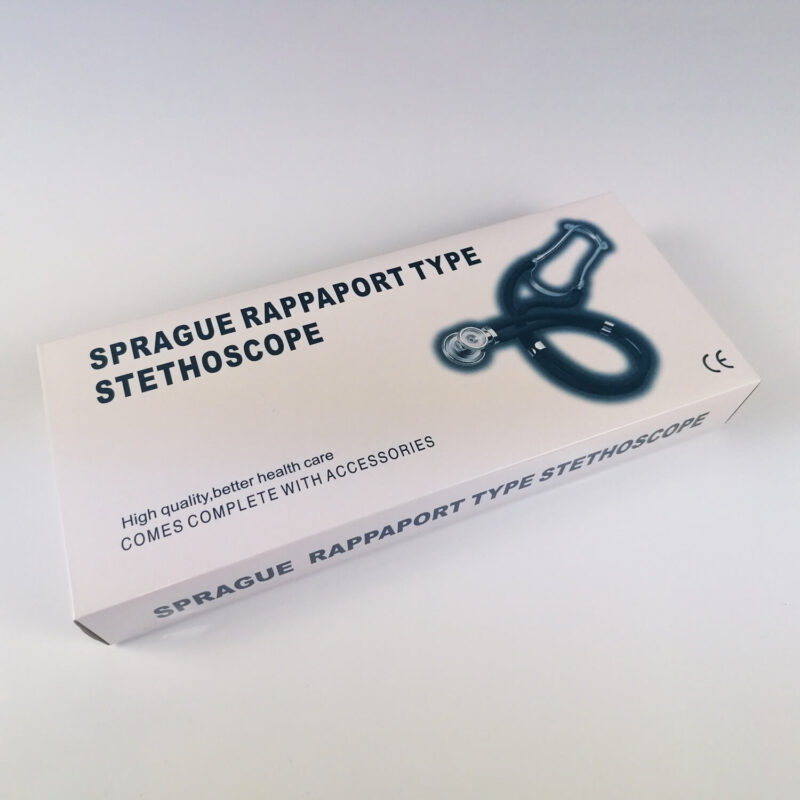 SPRAGUE RAPPAPORT TYPE
STETHOSCOPE
High quality,better health care
COMES COMPLETE WITH ACCESSORIES
CE
SPRAGUE RAPPAPORT TYPE STETHOSCOPE